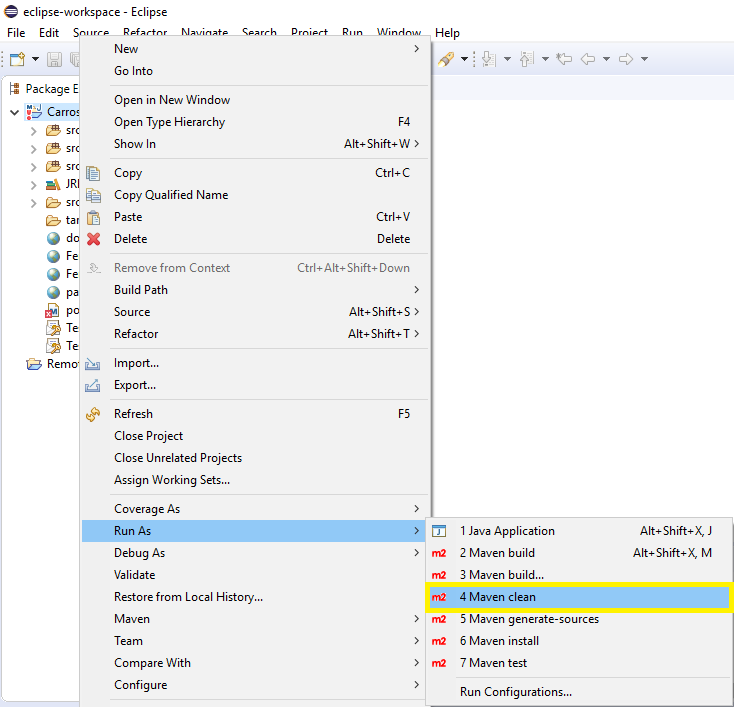 eclipse-workspace - Eclipse
File Edit Source Refactor Navigate Search Project Run Window Help
Package E
Carros
src
src
src
JRE
src
tar
do
Fe
Fe
pa
po
Te
Te
Remo
New
Go Into
Open in New Window
Open Type Hierarchy F4
Show In Alt+Shift+W
Copy Ctrl+C
Copy Qualified Name
Paste Ctrl+V
Delete Delete
Remove from Context Ctrl+Alt+Shift+Down
Build Path
Source Alt+Shift+S
Refactor Alt+Shift+T
Import...
Export...
Refresh F5
Close Project
Close Unrelated Projects
Assign Working Sets...
Coverage As
Run As
Debug As
Validate
Restore from Local History...
Maven
Team
Compare With
Configure
J 1 Java Application Alt+Shift+X, J
m2 2 Maven build Alt+Shift+X, M
m2 3 Maven build...
m2 4 Maven clean
m2 5 Maven generate-sources
m2 6 Maven install
m2 7 Maven test
Run Configurations...